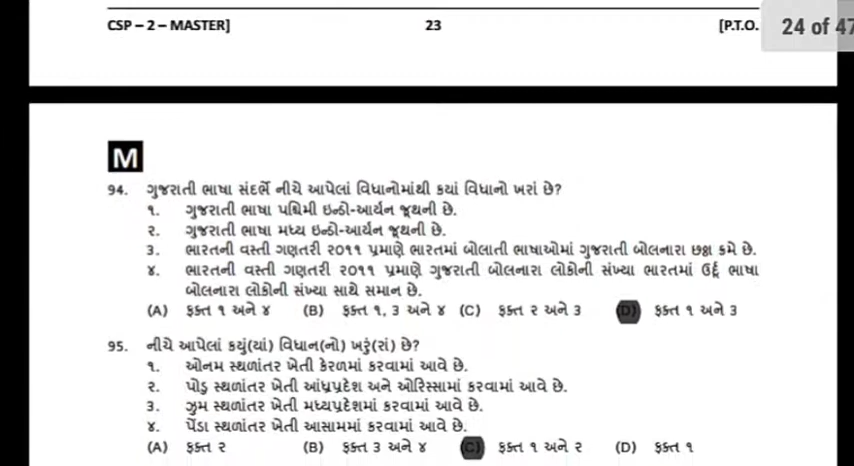 CSP – 2 – MASTER] 23 [P.T.O.
24 of 47
M
94. ગુજરાતી ભાષા સંદર્ભે નીચે આપેલાં વિધાનોમાંથી કયાં વિધાનો ખરાં છે?
૧. ગુજરાતી ભાષા પશ્ચિમી ઇન્ડો-આર્યન જૂથની છે.
૨. ગુજરાતી ભાષા મધ્ય ઇન્ડો-આર્યન જૂથની છે.
૩. ભારતની વસ્તી ગણતરી ૨૦૧૧ પ્રમાણે ભારતમાં બોલાતી ભાષાઓમાં ગુજરાતી બોલનારા છઠ્ઠા ક્રમે છે.
૪. ભારતની વસ્તી ગણતરી ૨૦૧૧ પ્રમાણે ગુજરાતી બોલનારા લોકોની સંખ્યા ભારતમાં ઉર્દૂ ભાષા
બોલનારા લોકોની સંખ્યા સાથે સમાન છે.
(A) ફક્ત ૧ અને ૪ (B) ફક્ત ૧, ૩ અને ૪ (C) ફક્ત ૨ અને ૩ (D) ફક્ત ૧ અને ૩
95. નીચે આપેલાં કયું(યાં) વિધાન(નો) ખરું(રાં) છે?
૧. ઓનમ સ્થળાંતર ખેતી કેરળમાં કરવામાં આવે છે.
૨. પોડુ સ્થળાંતર ખેતી આંધ્રપ્રદેશ અને ઓરિસ્સામાં કરવામાં આવે છે.
૩. ઝુમ સ્થળાંતર ખેતી મધ્યપ્રદેશમાં કરવામાં આવે છે.
૪. પેંડા સ્થળાંતર ખેતી આસામમાં કરવામાં આવે છે.
(A) ફક્ત ૨ (B) ફક્ત ૩ અને ૪ (C) ફક્ત ૧ અને ૨ (D) ફક્ત ૧